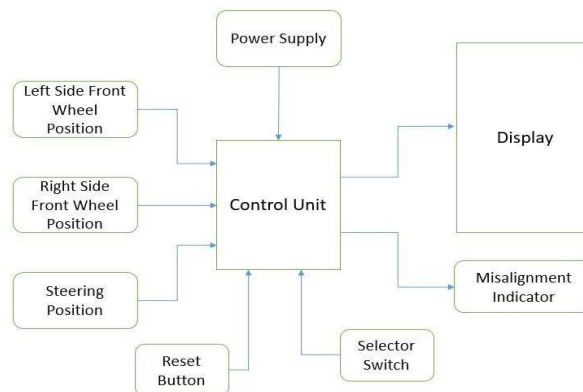 Power Supply
Left Side Front
Wheel
Position
Display
Right Side
Front Wheel
Position
Control Unit
Steering
Position
Misalignment
Indicator
Reset
Button
Selector
Switch